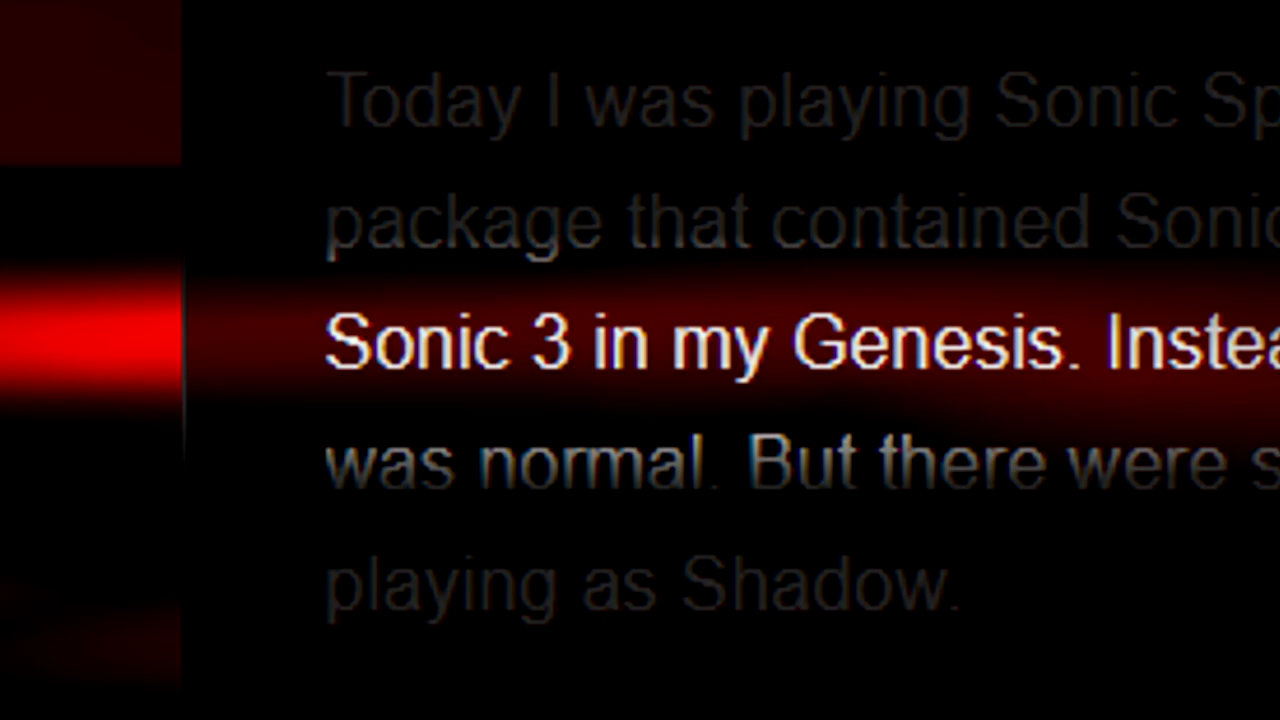 Today I was playing Sonic Sp
package that contained Sonic
Sonic 3 in my Genesis. Instea
was normal. But there were s
playing as Shadow.